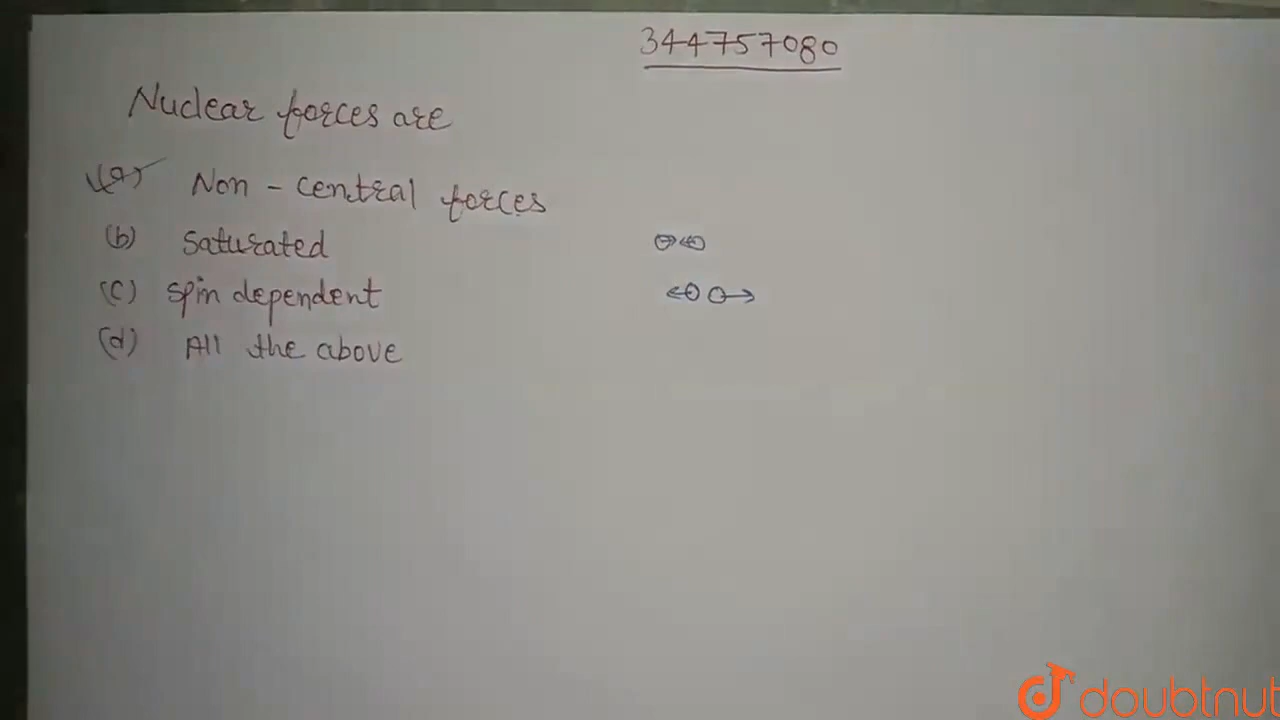 344757080
Nuclear forces are
(a) Non-central forces
(b) Saturated
(c) Spin dependent
(d) All the above
doubtnut